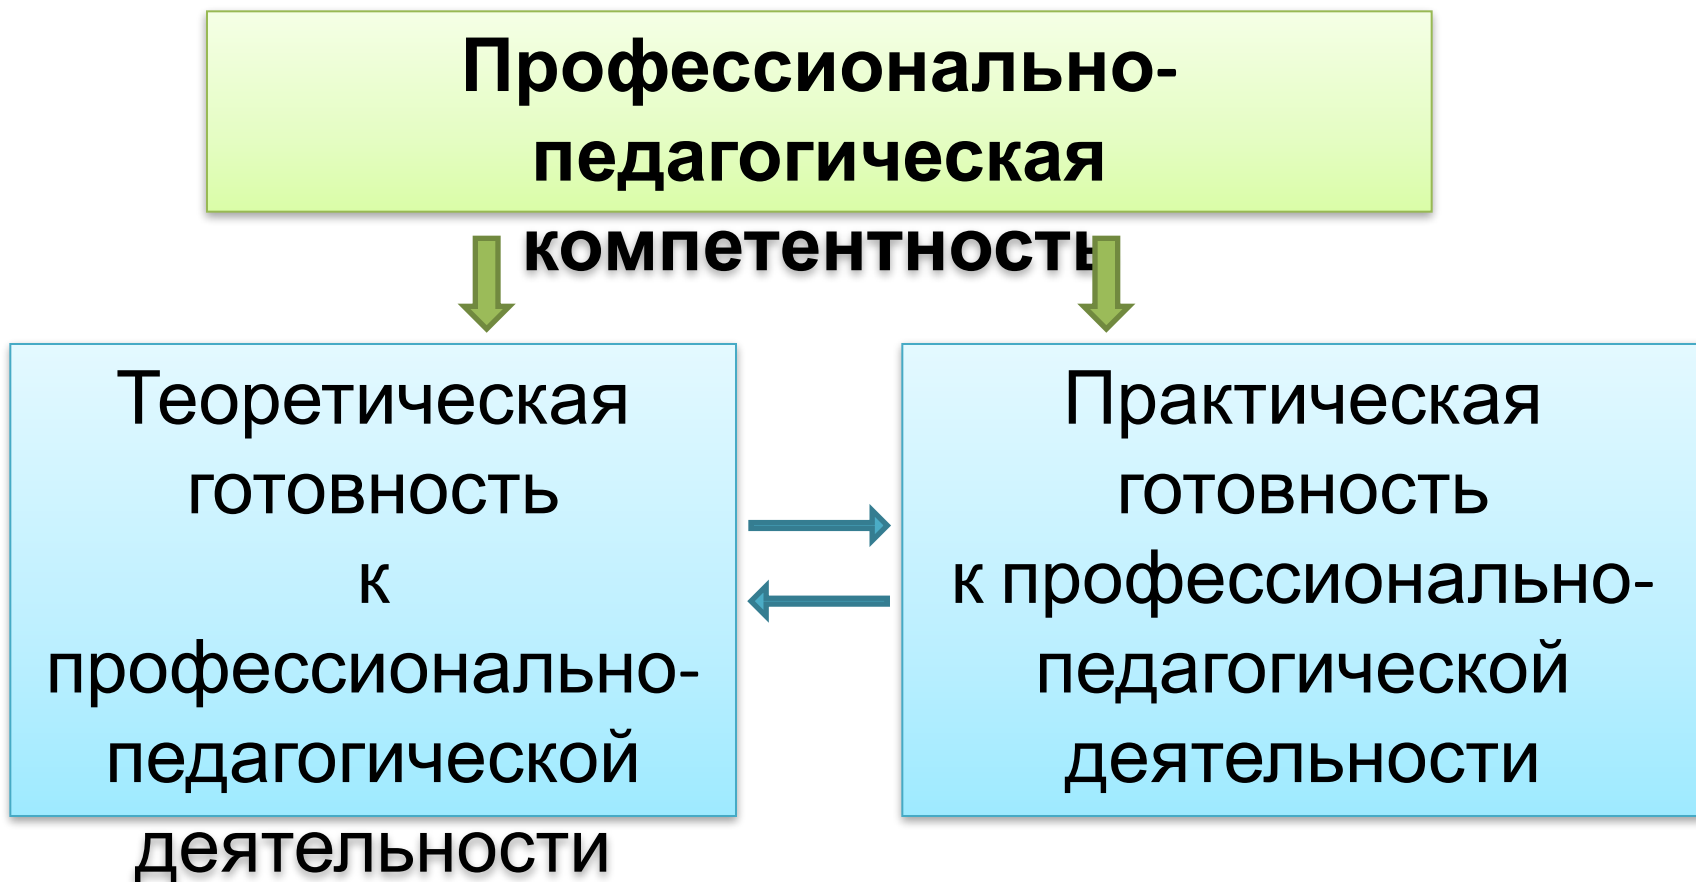 Профессионально-
педагогическая
компетентность
Теоретическая
готовность
к
профессионально-
педагогической
деятельности
Практическая
готовность
к профессионально-
педагогической
деятельности